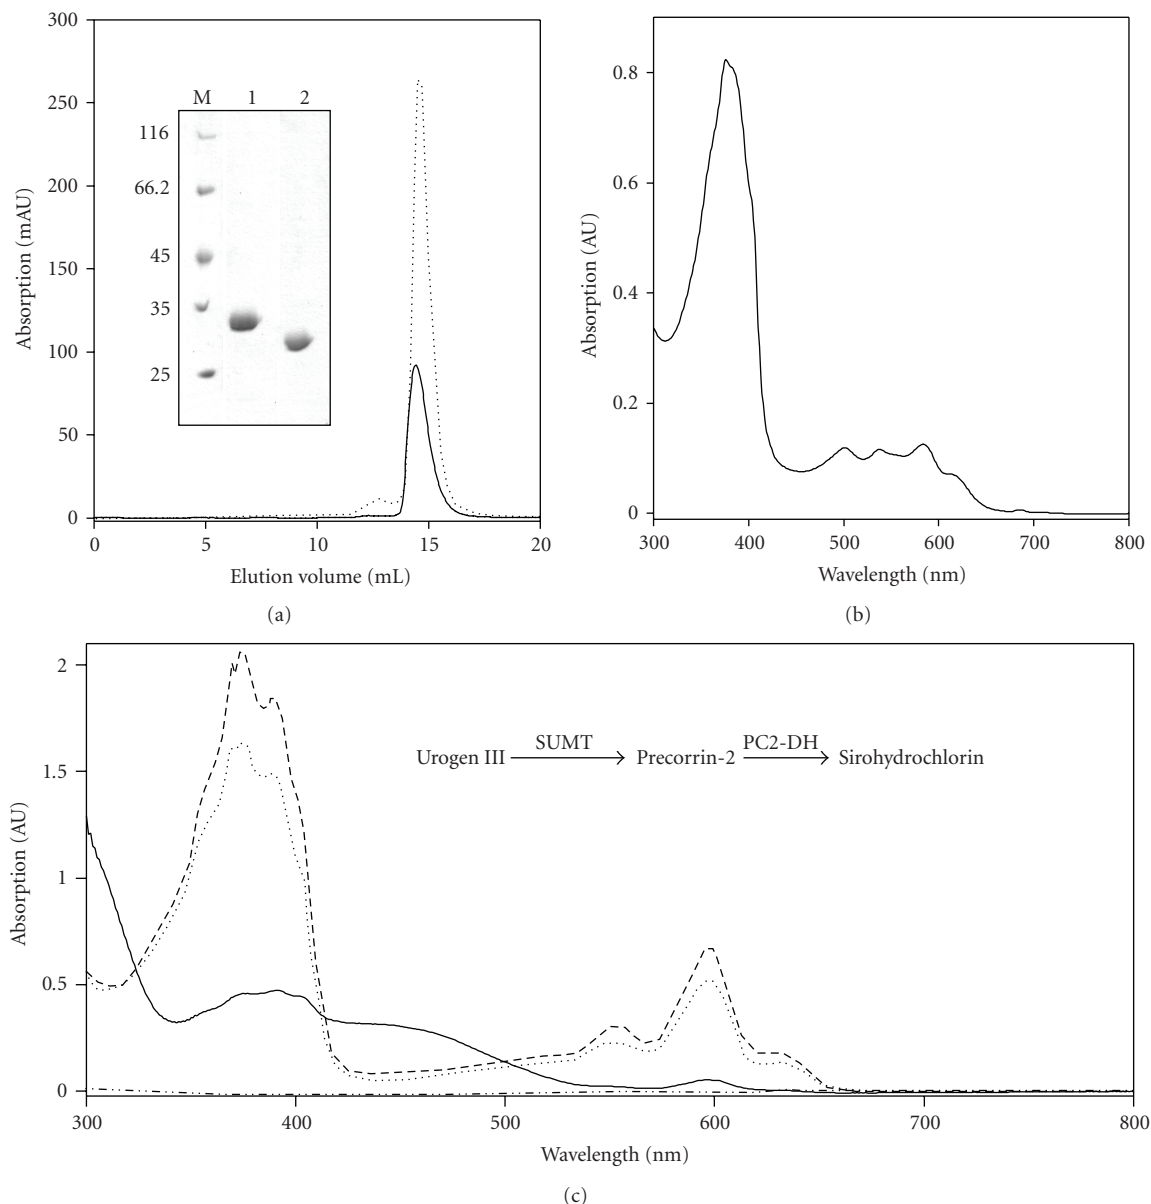 300
250
200
150
100
50
0
Absorption (mAU)
M 1 2
116
66.2
45
35
25
0 5 10 15 20
Elution volume (mL)
(a)
0.8
0.6
0.4
0.2
0
Absorption (AU)
300 400 500 600 700 800
Wavelength (nm)
(b)
2
1.5
1
0.5
0
Absorption (AU)
SUMT PC2-DH
Urogen III Precorrin-2 Sirohydrochlorin
300 400 500 600 700 800
Wavelength (nm)
(c)